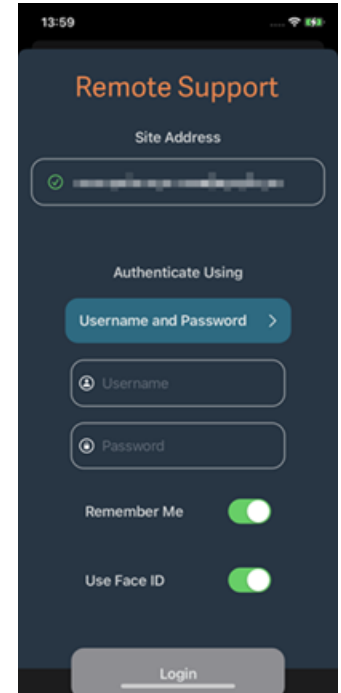 13:59
Remote Support
Site Address
Authenticate Using
Username and Password
Username
Password
Remember Me
Use Face ID
Login